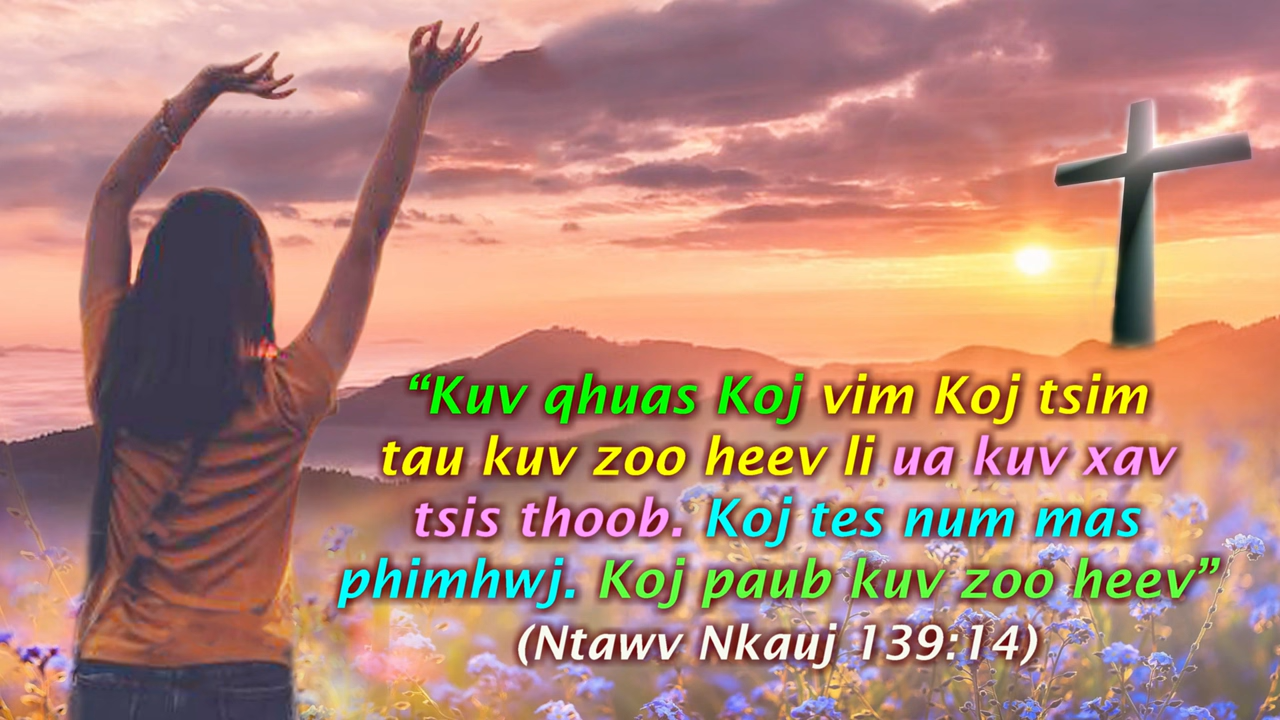 “Kuv qhuas Koj vim Koj tsim
tau kuv zoo heev li ua kuv xav
tsis thoob. Koj tes num mas
phimhwj. Koj paub kuv zoo heev”
(Ntawv Nkauj 139:14)